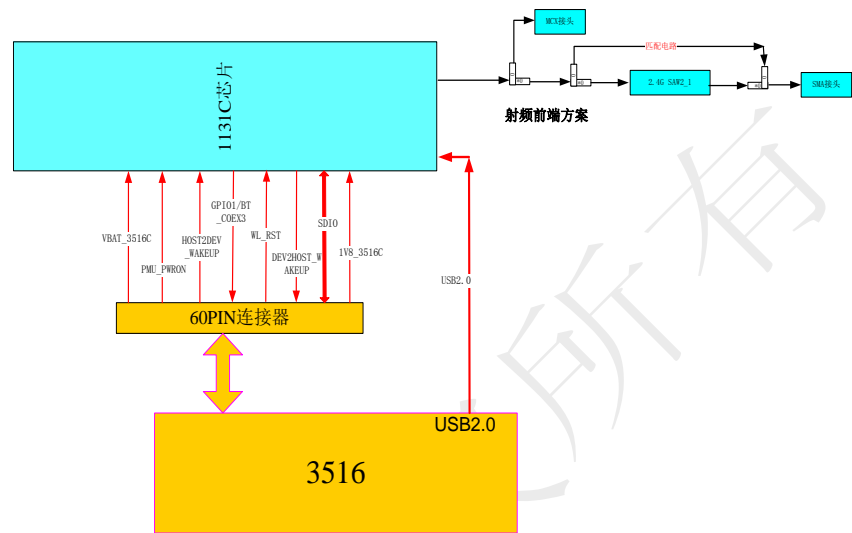 MCX接头
匹配电路
2.4G SAW2_1
SMA接头
射频前端方案
1131C芯片
VBAT_3516C
PMU_PWRON
HOST2DEV
_WAKEUP
GPIO1/BT
_COEX3
WL_RST
DEV2HOST_W
AKEUP
SDIO
1V8_3516C
USB2.0
60PIN连接器
USB2.0
3516
所有